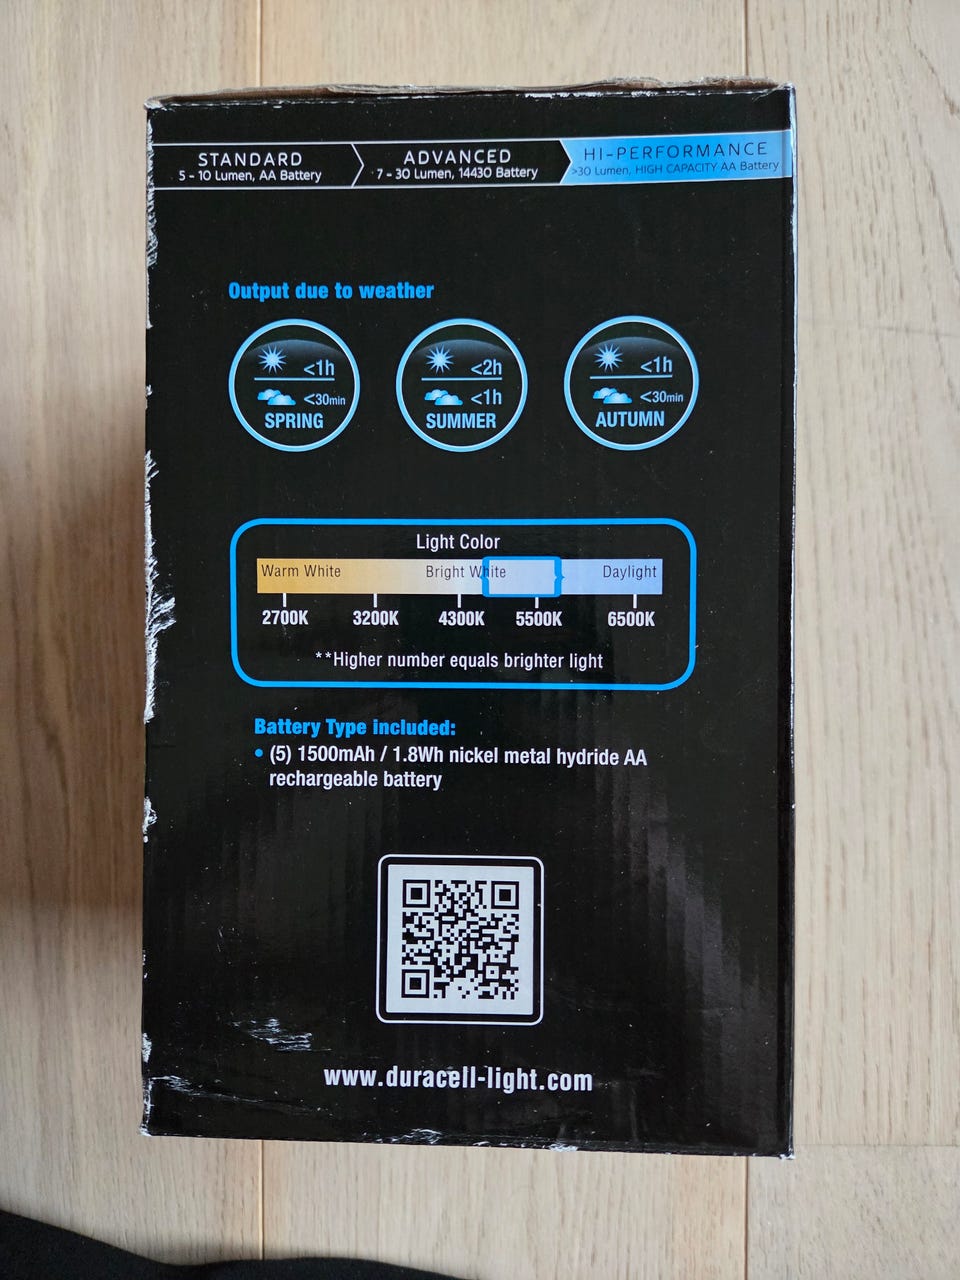 STANDARD
5 - 10 Lumen, AA Battery
ADVANCED
7 - 30 Lumen, 14430 Battery
HI-PERFORMANCE
>30 Lumen, HIGH CAPACITY AA Battery
Output due to weather
<1h
<30min
SPRING
<2h
<1h
SUMMER
<1h
<30min
AUTUMN
Light Color
Warm White Bright White Daylight
2700K 3200K 4300K 5500K 6500K
**Higher number equals brighter light
Battery Type included:
• (5) 1500mAh / 1.8Wh nickel metal hydride AA
rechargeable battery
www.duracell-light.com